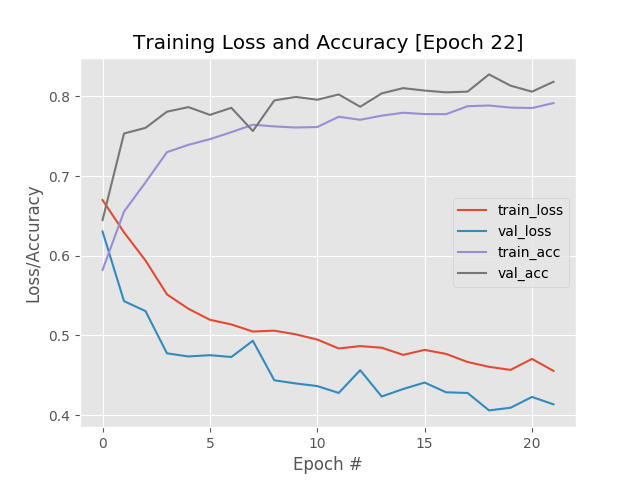 Training Loss and Accuracy [Epoch 22]
Loss/Accuracy
0.8
0.7
0.6
0.5
0.4
train_loss
val_loss
train_acc
val_acc
0 5 10 15 20
Epoch #